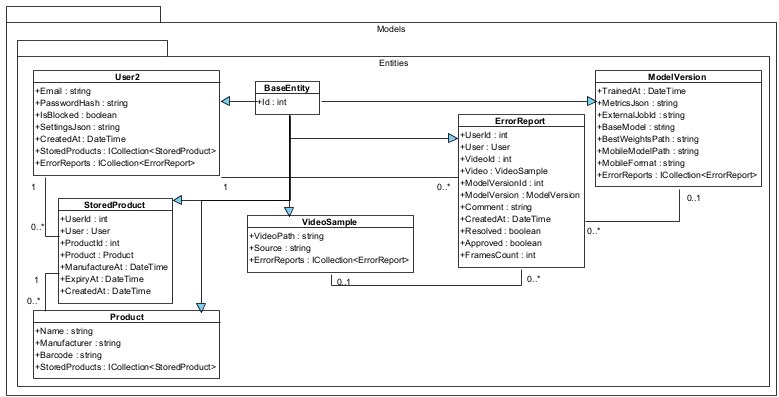 Models
Entities
User2
+Email : string
+PasswordHash : string
+IsBlocked : boolean
+SettingsJson : string
+CreatedAt : DateTime
+StoredProducts : ICollection<StoredProduct>
+ErrorReports : ICollection<ErrorReport>
BaseEntity
+Id : int
ModelVersion
+TrainedAt : DateTime
+MetricsJson : string
+ExternalJobId : string
+BaseModel : string
+BestWeightsPath : string
+MobileModelPath : string
+MobileFormat : string
+ErrorReports : ICollection<ErrorReport>
ErrorReport
+UserId : int
+User : User
+VideoId : int
+Video : VideoSample
+ModelVersionId : int
+ModelVersion : ModelVersion
+Comment : string
+CreatedAt : DateTime
+Resolved : boolean
+Approved : boolean
+FramesCount : int
1
1
0..*
0..1
StoredProduct
+UserId : int
+User : User
+ProductId : int
+Product : Product
+ManufactureAt : DateTime
+ExpiryAt : DateTime
+CreatedAt : DateTime
0..*
VideoSample
+VideoPath : string
+Source : string
+ErrorReports : ICollection<ErrorReport>
0..*
1
0..1
0..*
0..*
Product
+Name : string
+Manufacturer : string
+Barcode : string
+StoredProducts : ICollection<StoredProduct>